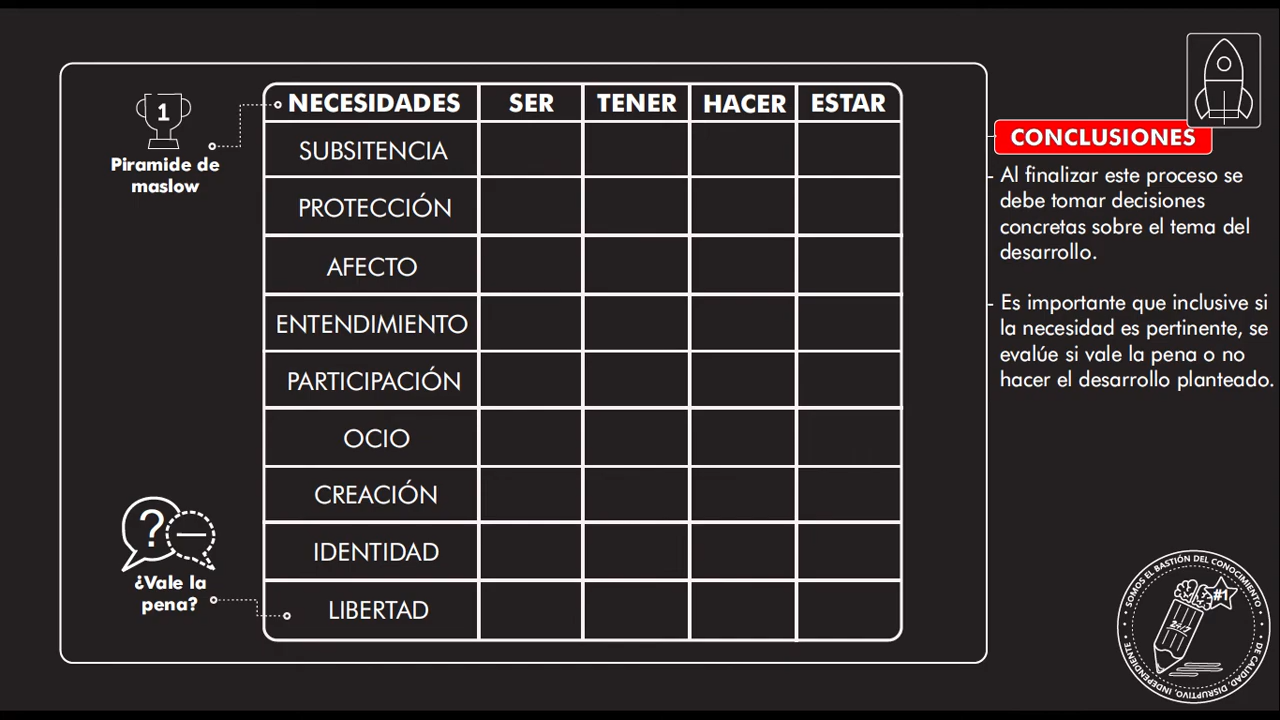 1
Piramide de
maslow
NECESIDADES SER TENER HACER ESTAR
SUBSITENCIA
PROTECCIÓN
AFECTO
ENTENDIMIENTO
PARTICIPACIÓN
OCIO
CREACIÓN
IDENTIDAD
LIBERTAD
?
¿Vale la
pena?
CONCLUSIONES
- Al finalizar este proceso se
debe tomar decisiones
concretas sobre el tema del
desarrollo.
- Es importante que inclusive si
la necesidad es pertinente, se
evalúe si vale la pena o no
hacer el desarrollo planteado.
• SOMOS EL BASTIÓN DEL CONOCIMIENTO •
#1
24/7
• DE CALIDAD, DISRUPTIVO, INDEPENDIENTE •